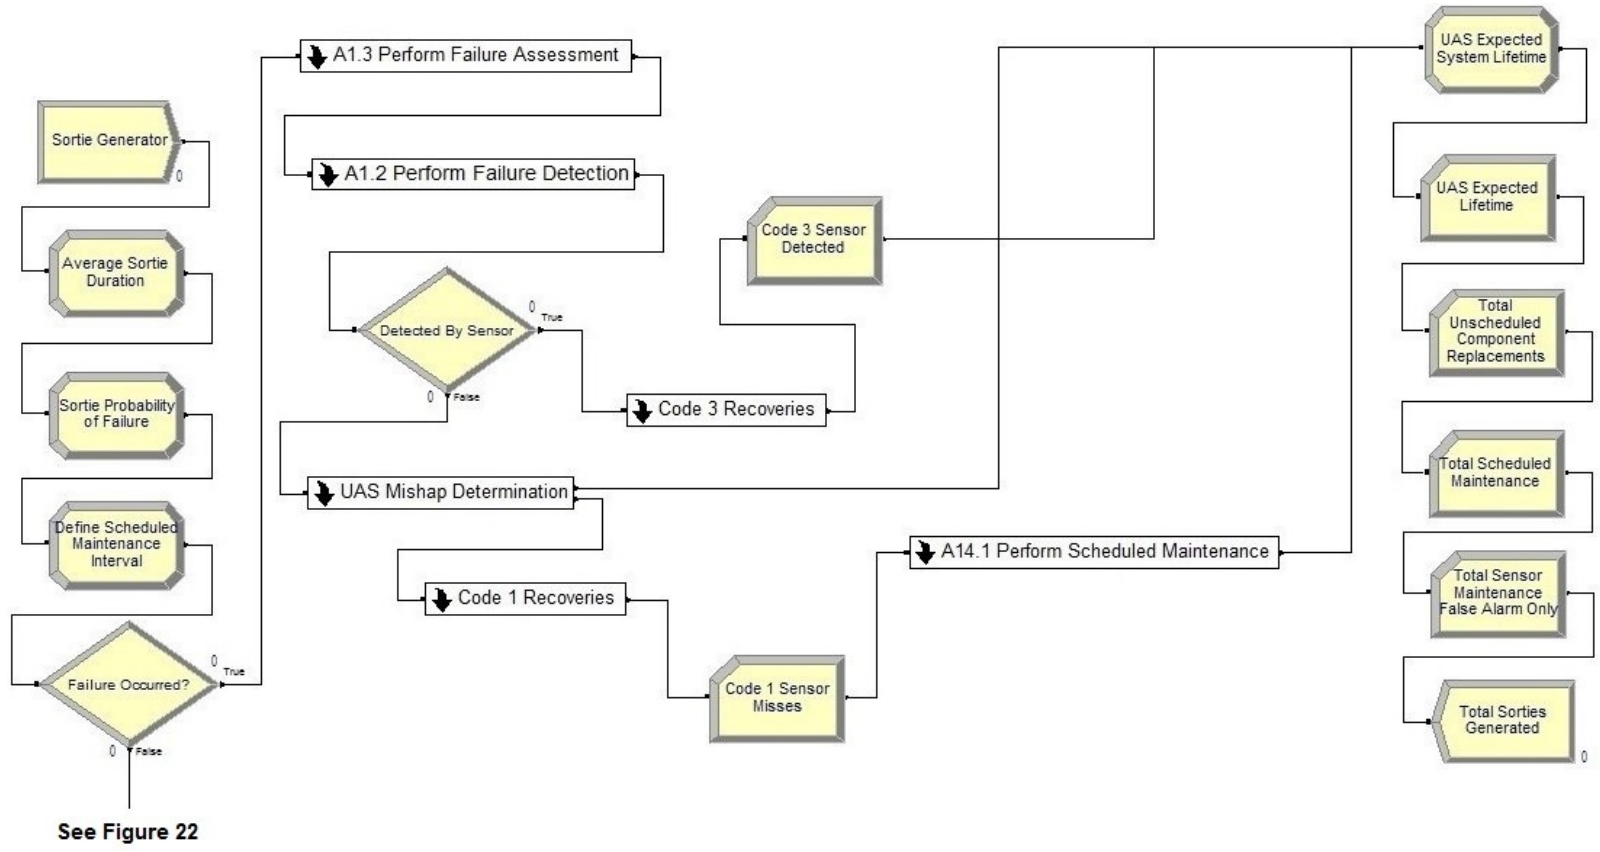 A1.3 Perform Failure Assessment
Sortie Generator
0
A1.2 Perform Failure Detection
Average Sortie
Duration
Detected By Sensor
0
True
0
False
Sortie Probability
of Failure
Code 3 Recoveries
Code 3 Sensor
Detected
Define Scheduled
Maintenance
Interval
UAS Mishap Determination
Code 1 Recoveries
Code 1 Sensor
Misses
A14.1 Perform Scheduled Maintenance
Failure Occurred?
0
True
0
False
See Figure 22
UAS Expected
System Lifetime
UAS Expected
Lifetime
Total
Unscheduled
Component
Replacements
Total Scheduled
Maintenance
Total Sensor
Maintenance
False Alarm Only
Total Sorties
Generated
0